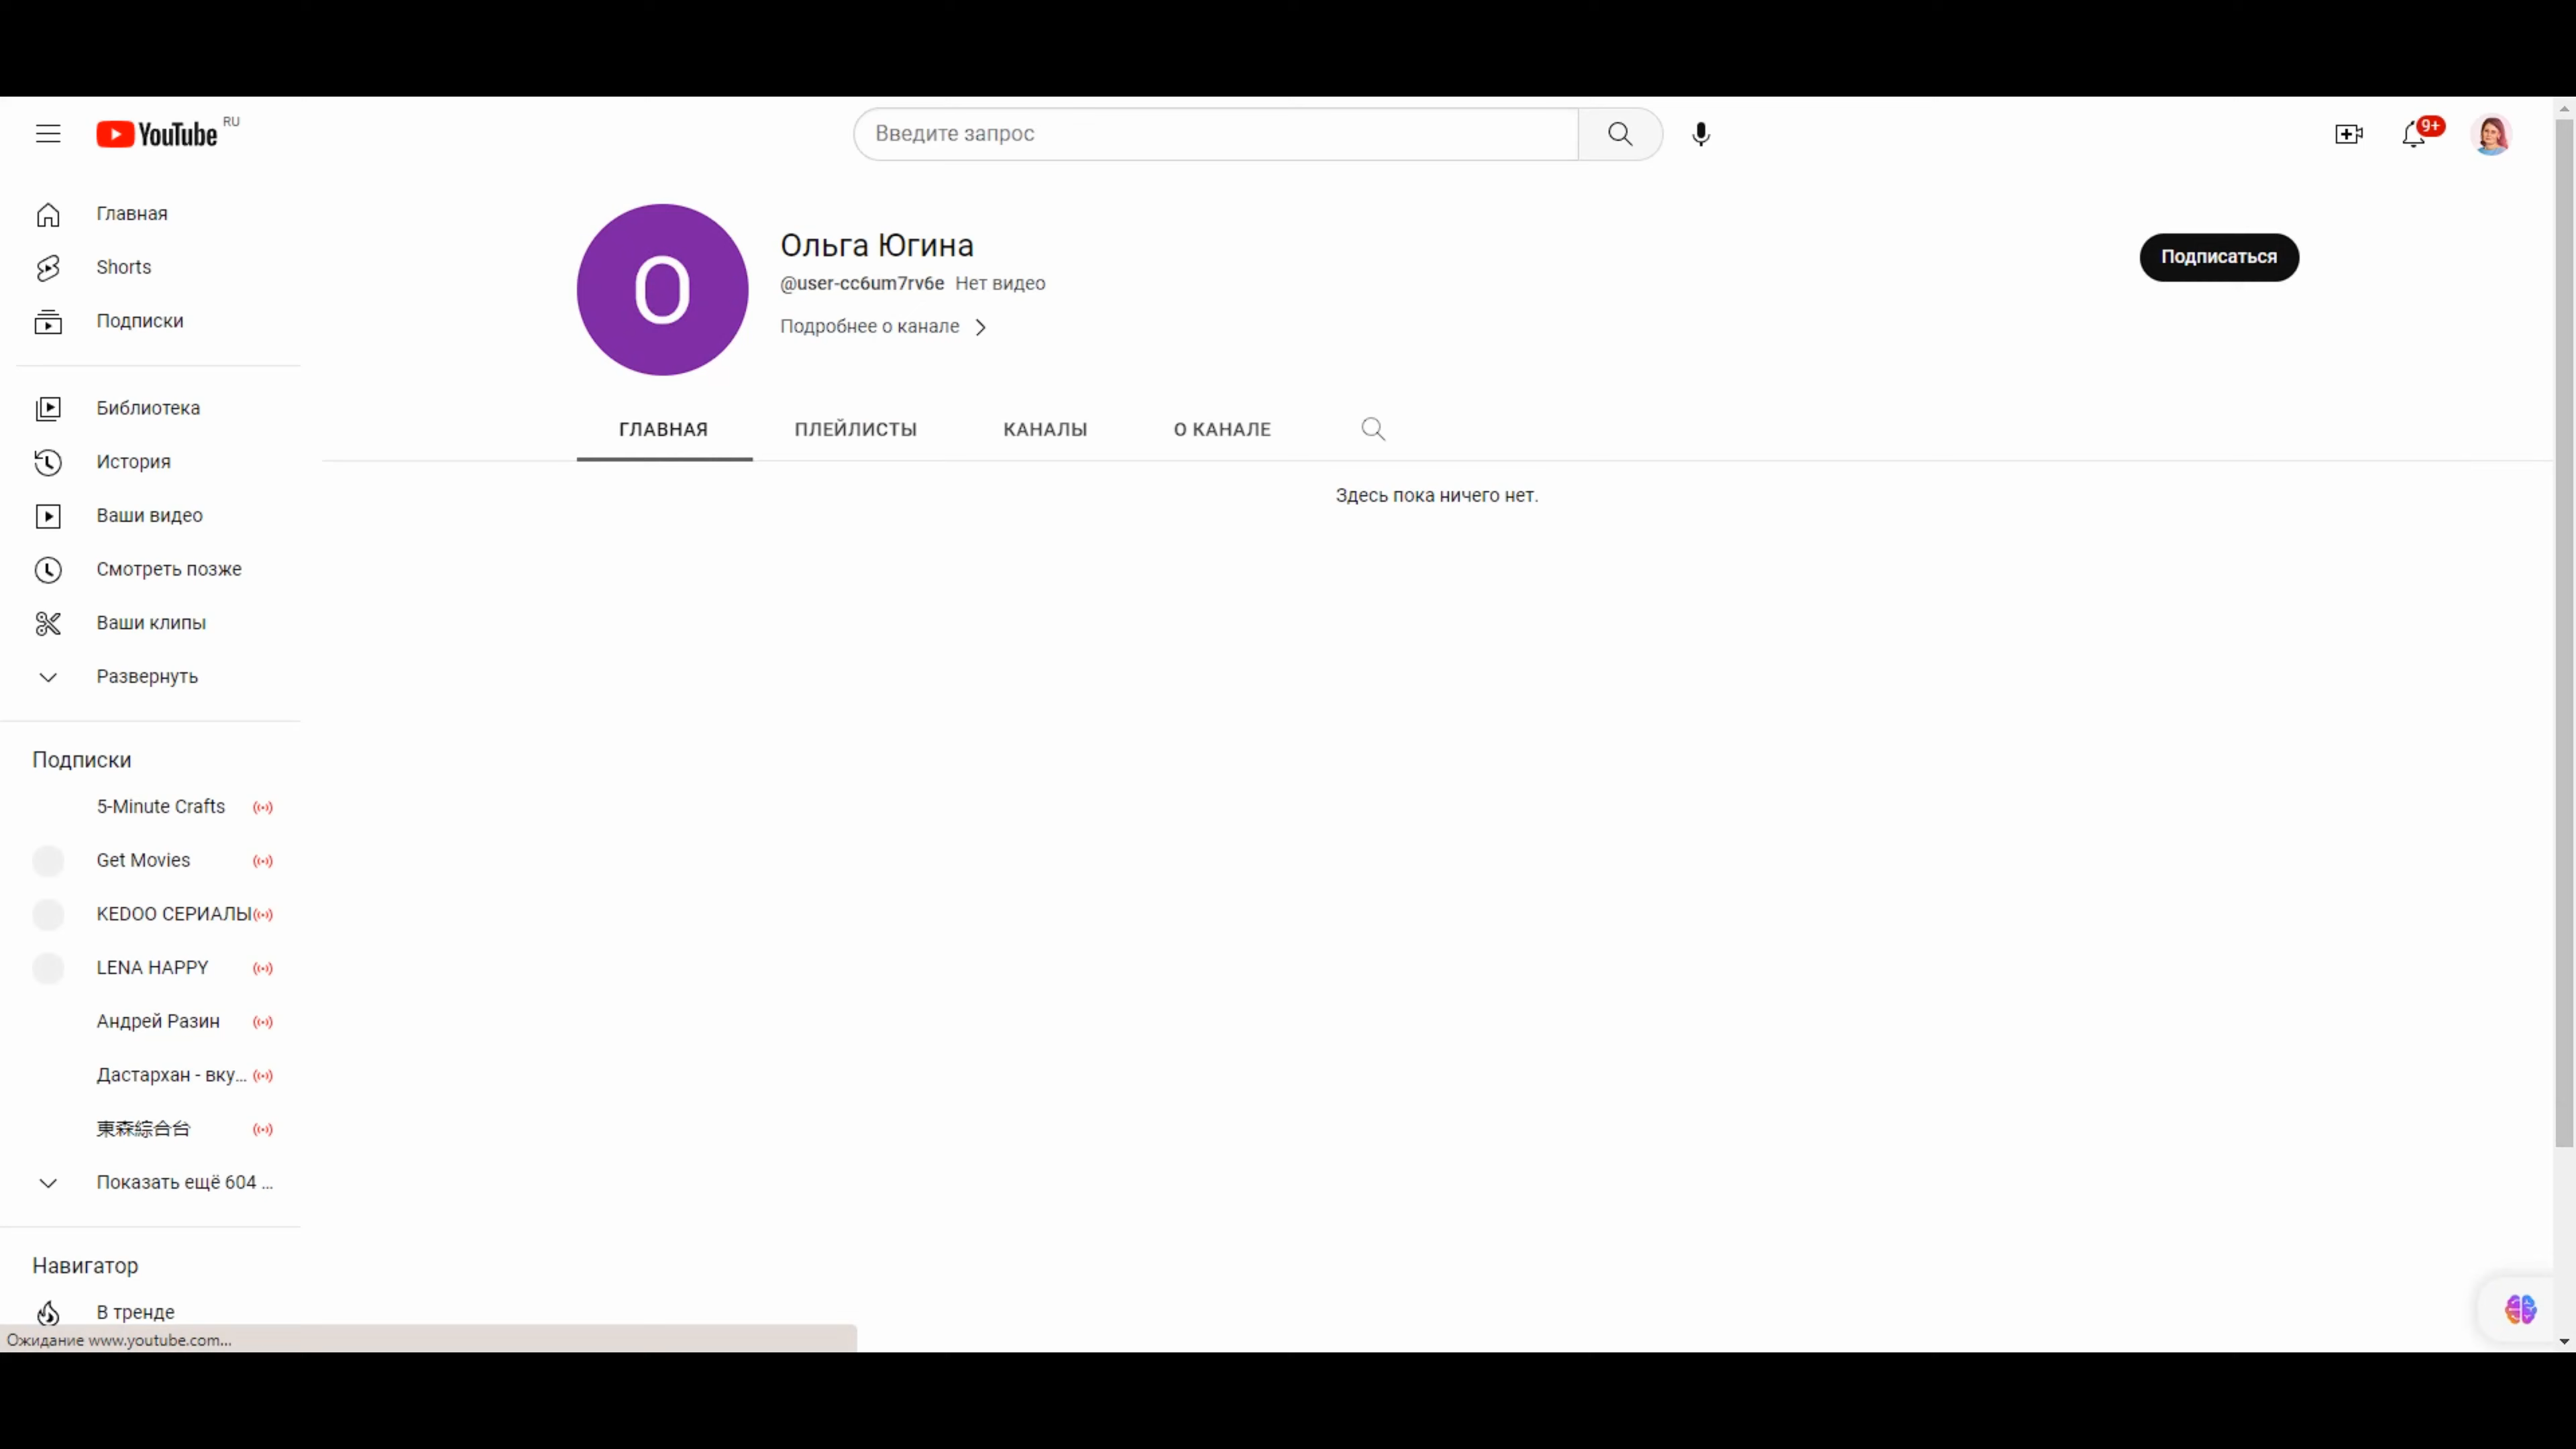 YouTube RU
Введите запрос
9+
Главная
Shorts
Подписки
Библиотека
История
Ваши видео
Смотреть позже
Ваши клипы
Развернуть
Подписки
5-Minute Crafts
Get Movies
KEDOO СЕРИАЛЫ
LENA HAPPY
Андрей Разин
Дастархан - вку...
東森綜合台
Показать ещё 604 ...
Навигатор
В тренде
Ожидание www.youtube.com...
О
Ольга Югина
@user-cc6um7rv6e Нет видео
Подробнее о канале
Подписаться
ГЛАВНАЯ ПЛЕЙЛИСТЫ КАНАЛЫ О КАНАЛЕ
Здесь пока ничего нет.